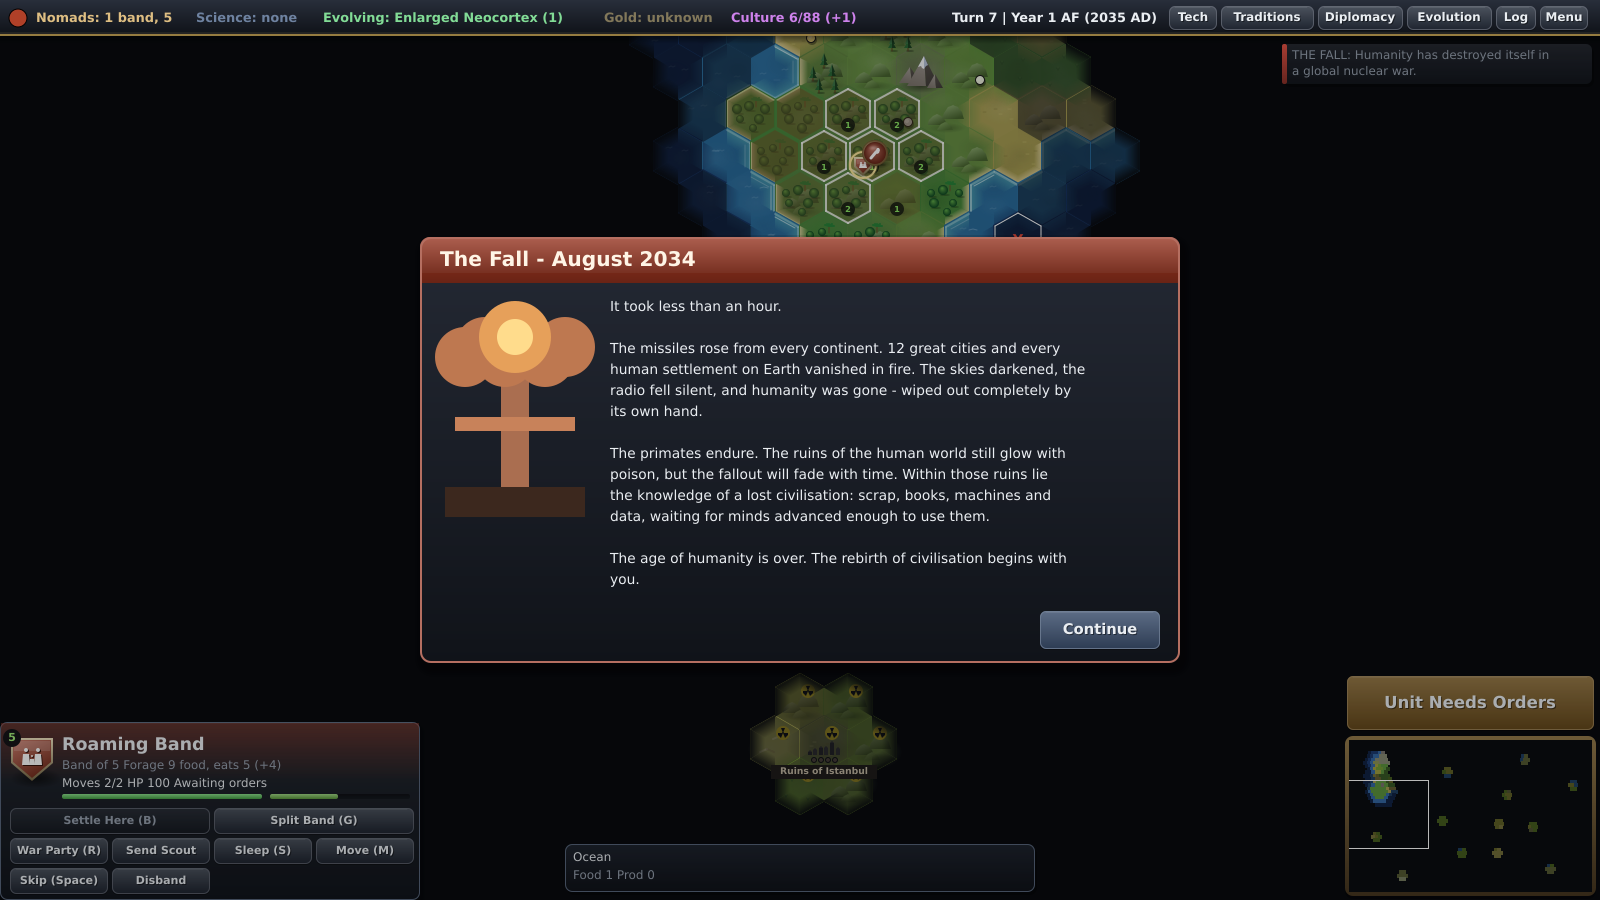 Nomads: 1 band, 5
Science: none
Evolving: Enlarged Neocortex (1)
Gold: unknown
Culture 6/88 (+1)
Turn 7 | Year 1 AF (2035 AD)
Tech
Traditions
Diplomacy
Evolution
Log
Menu
THE FALL: Humanity has destroyed itself in
a global nuclear war.
1
2
1
2
2
1
The Fall - August 2034
It took less than an hour.
The missiles rose from every continent. 12 great cities and every
human settlement on Earth vanished in fire. The skies darkened, the
radio fell silent, and humanity was gone - wiped out completely by
its own hand.
The primates endure. The ruins of the human world still glow with
poison, but the fallout will fade with time. Within those ruins lie
the knowledge of a lost civilisation: scrap, books, machines and
data, waiting for minds advanced enough to use them.
The age of humanity is over. The rebirth of civilisation begins with
you.
Continue
Ruins of Istanbul
Unit Needs Orders
5
Roaming Band
Band of 5 Forage 9 food, eats 5 (+4)
Moves 2/2 HP 100 Awaiting orders
Settle Here (B)
Split Band (G)
War Party (R)
Send Scout
Sleep (S)
Move (M)
Skip (Space)
Disband
Ocean
Food 1 Prod 0